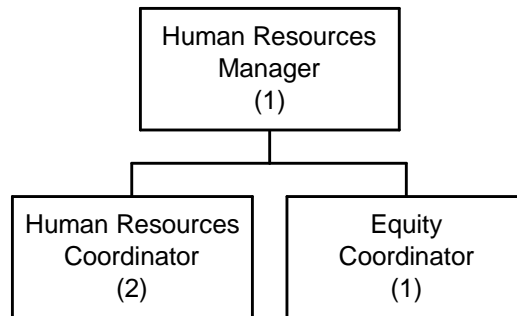 Human Resources
Manager
(1)
Human Resources
Coordinator
(2)
Equity
Coordinator
(1)